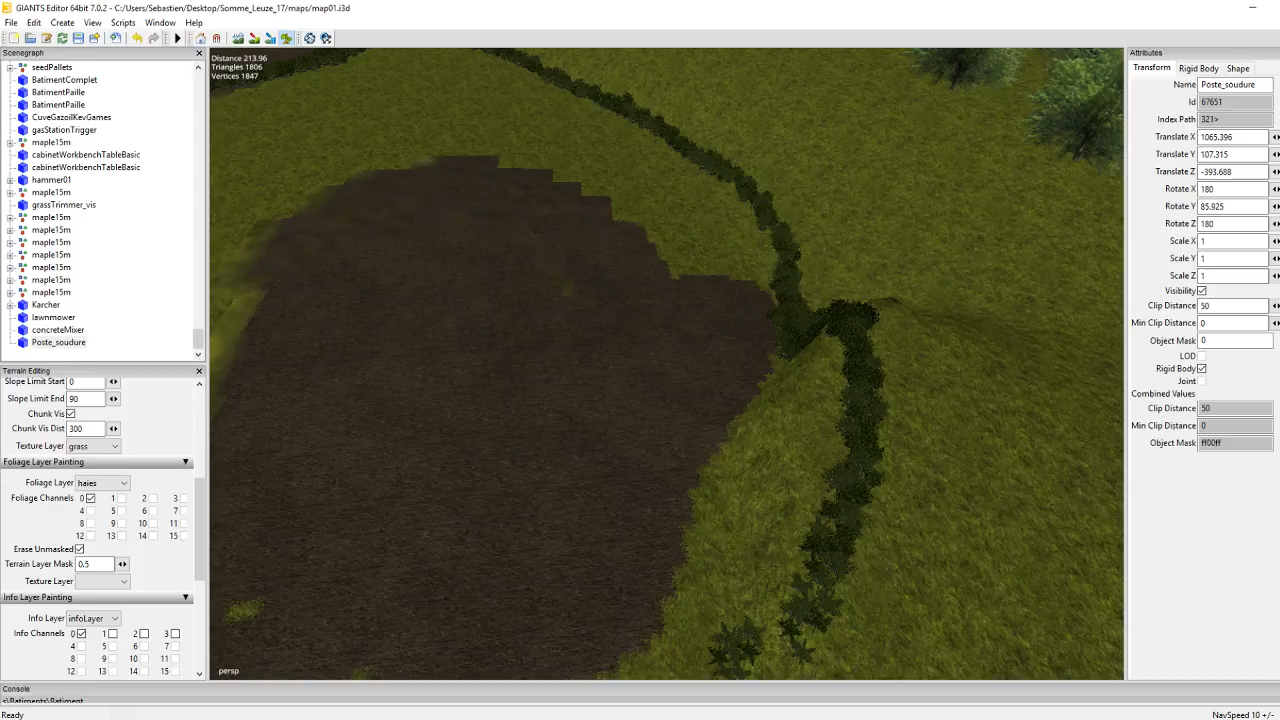 GIANTS Editor 64bit v7.0.2 - C:/Users/Sebastien/Desktop/Somme_Leuze_17/maps/map01.i3d
File Edit Create View Scripts Window Help
Scenegraph
seedPallets
BatimentComplet
BatimentPaille
BatimentPaille
CuveGazoilKevGames
gasStationTrigger
maple15m
cabinetWorkbenchTableBasic
cabinetWorkbenchTableBasic
hammer01
maple15m
grassTrimmer_vis
maple15m
maple15m
maple15m
maple15m
maple15m
maple15m
maple15m
Karcher
lawnmower
concreteMixer
Poste_soudure
Terrain Editing
Slope Limit Start 0
Slope Limit End 90
Chunk Vis
Chunk Vis Dist 300
Texture Layer grass
Foliage Layer Painting
Foliage Layer haies
Foliage Channels 0 1 2 3
4 5 6 7
8 9 10 11
12 13 14 15
Erase Unmasked
Terrain Layer Mask 0.5
Texture Layer
Info Layer Painting
Info Layer infoLayer
Info Channels 0 1 2 3
4 5 6 7
8 9 10 11
12 13 14 15
Distance 213.96
Triangles 1806
Vertices 1847
persp
Attributes
Transform Rigid Body Shape
Name Poste_soudure
Id 67651
Index Path 321>
Translate X 1065.396
Translate Y 107.315
Translate Z -393.688
Rotate X 180
Rotate Y 85.925
Rotate Z 180
Scale X 1
Scale Y 1
Scale Z 1
Visibility
Clip Distance 50
Min Clip Distance 0
Object Mask 0
LOD
Rigid Body
Joint
Combined Values
Clip Distance 50
Min Clip Distance 0
Object Mask ff00ff
Console
s\Batiments\Batiment
Ready
NavSpeed 10 +/-